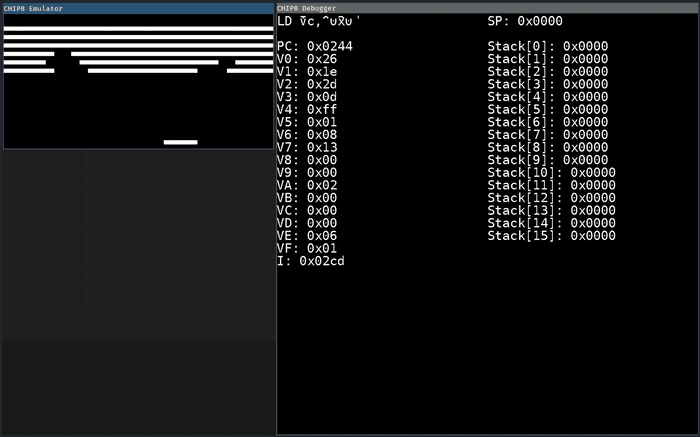 CHIP8 Emulator
CHIP8 Debugger
LD
SP: 0x0000
PC: 0x0244
Stack[0]: 0x0000
V0: 0x26
Stack[1]: 0x0000
V1: 0x1e
Stack[2]: 0x0000
V2: 0x2d
Stack[3]: 0x0000
V3: 0x0d
Stack[4]: 0x0000
V4: 0xff
Stack[5]: 0x0000
V5: 0x01
Stack[6]: 0x0000
V6: 0x08
Stack[7]: 0x0000
V7: 0x13
Stack[8]: 0x0000
V8: 0x00
Stack[9]: 0x0000
V9: 0x00
Stack[10]: 0x0000
VA: 0x02
Stack[11]: 0x0000
VB: 0x00
Stack[12]: 0x0000
VC: 0x00
Stack[13]: 0x0000
VD: 0x00
Stack[14]: 0x0000
VE: 0x06
Stack[15]: 0x0000
VF: 0x01
I: 0x02cd